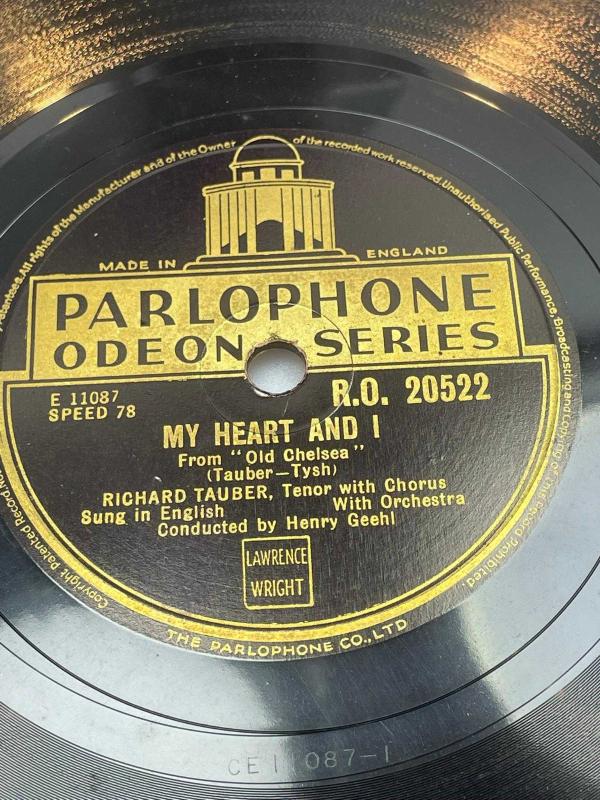 Patentees. All rights of the Manufacturer and of the Owner of the recorded work reserved. Unauthorised Public Performance, Broadcasting and copying of this Record Prohibited.
MADE IN ENGLAND
PARLOPHONE
ODEON SERIES
E 11087
SPEED 78
R.O. 20522
MY HEART AND I
From "Old Chelsea"
(Tauber—Tysh)
RICHARD TAUBER, Tenor with Chorus
Sung in English With Orchestra
Conducted by Henry Geehl
LAWRENCE
WRIGHT
Copyright Patented Record.
THE PARLOPHONE CO., LTD
CE11087-1